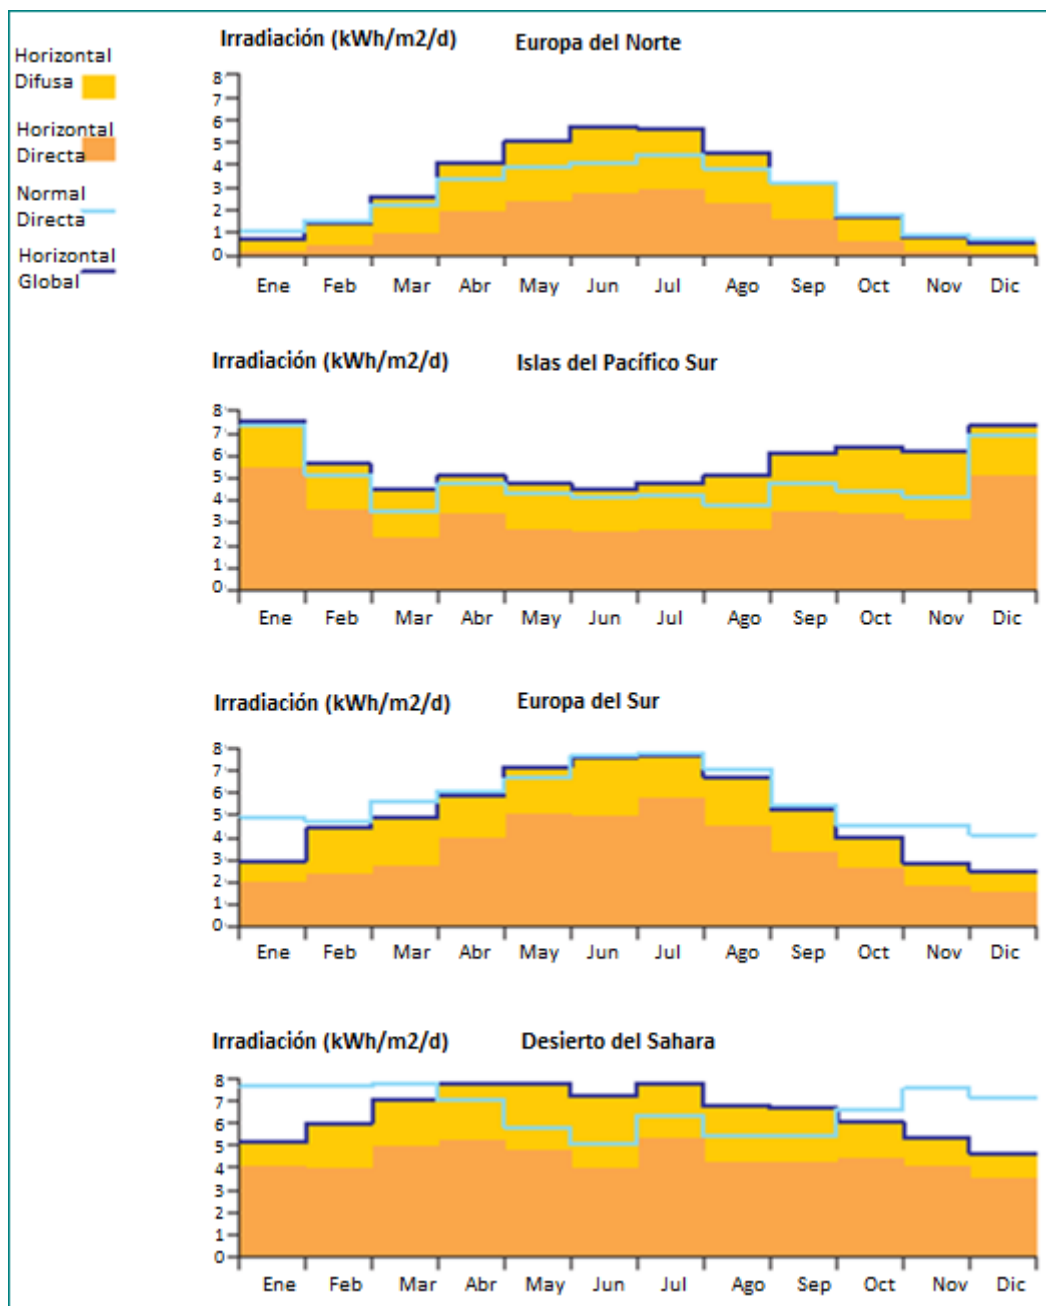 Irradiación (kWh/m2/d) Europa del Norte
Horizontal
Difusa
Horizontal
Directa
Normal
Directa
Horizontal
Global
8
7
6
5
4
3
2
1
0
Ene Feb Mar Abr May Jun Jul Ago Sep Oct Nov Dic
Irradiación (kWh/m2/d) Islas del Pacífico Sur
8
7
6
5
4
3
2
1
0
Ene Feb Mar Abr May Jun Jul Ago Sep Oct Nov Dic
Irradiación (kWh/m2/d) Europa del Sur
8
7
6
5
4
3
2
1
0
Ene Feb Mar Abr May Jun Jul Ago Sep Oct Nov Dic
Irradiación (kWh/m2/d) Desierto del Sahara
8
7
6
5
4
3
2
1
0
Ene Feb Mar Abr May Jun Jul Ago Sep Oct Nov Dic